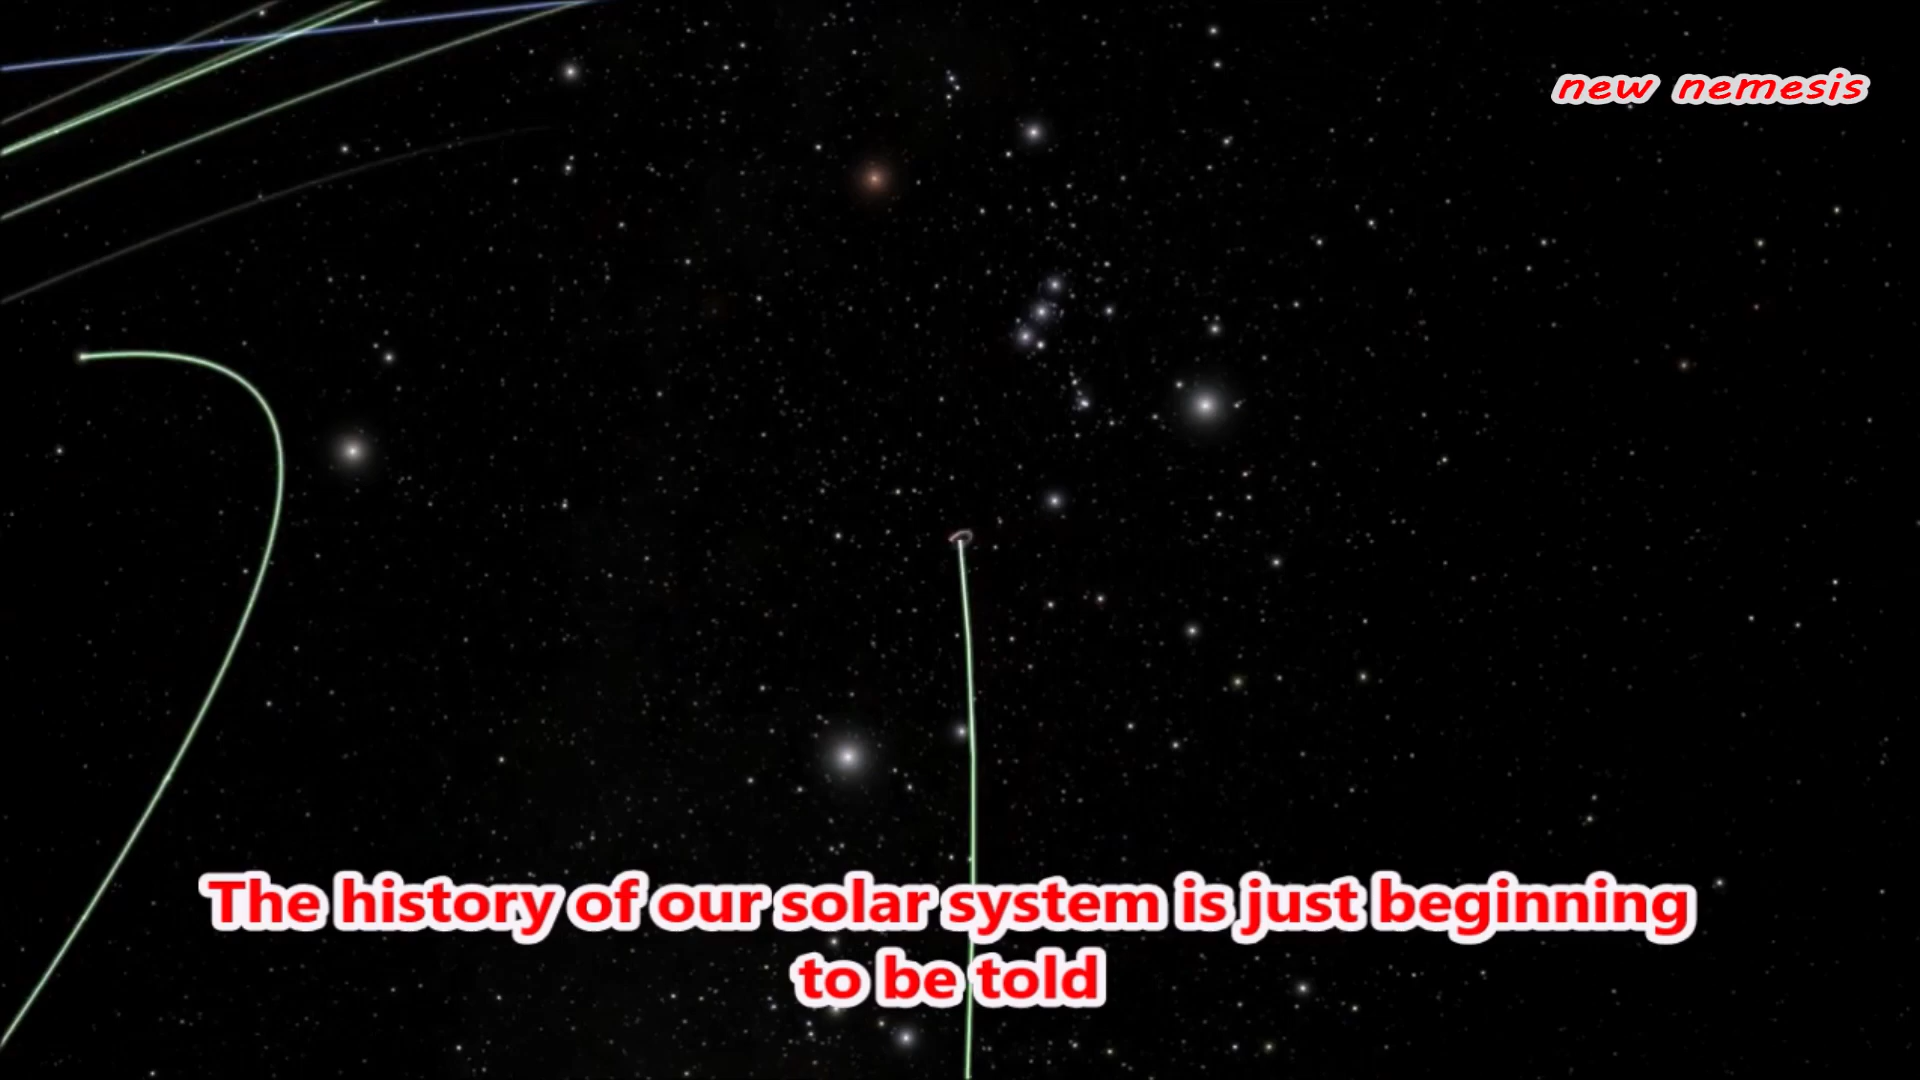 new nemesis
The history of our solar system is just beginning
to be told